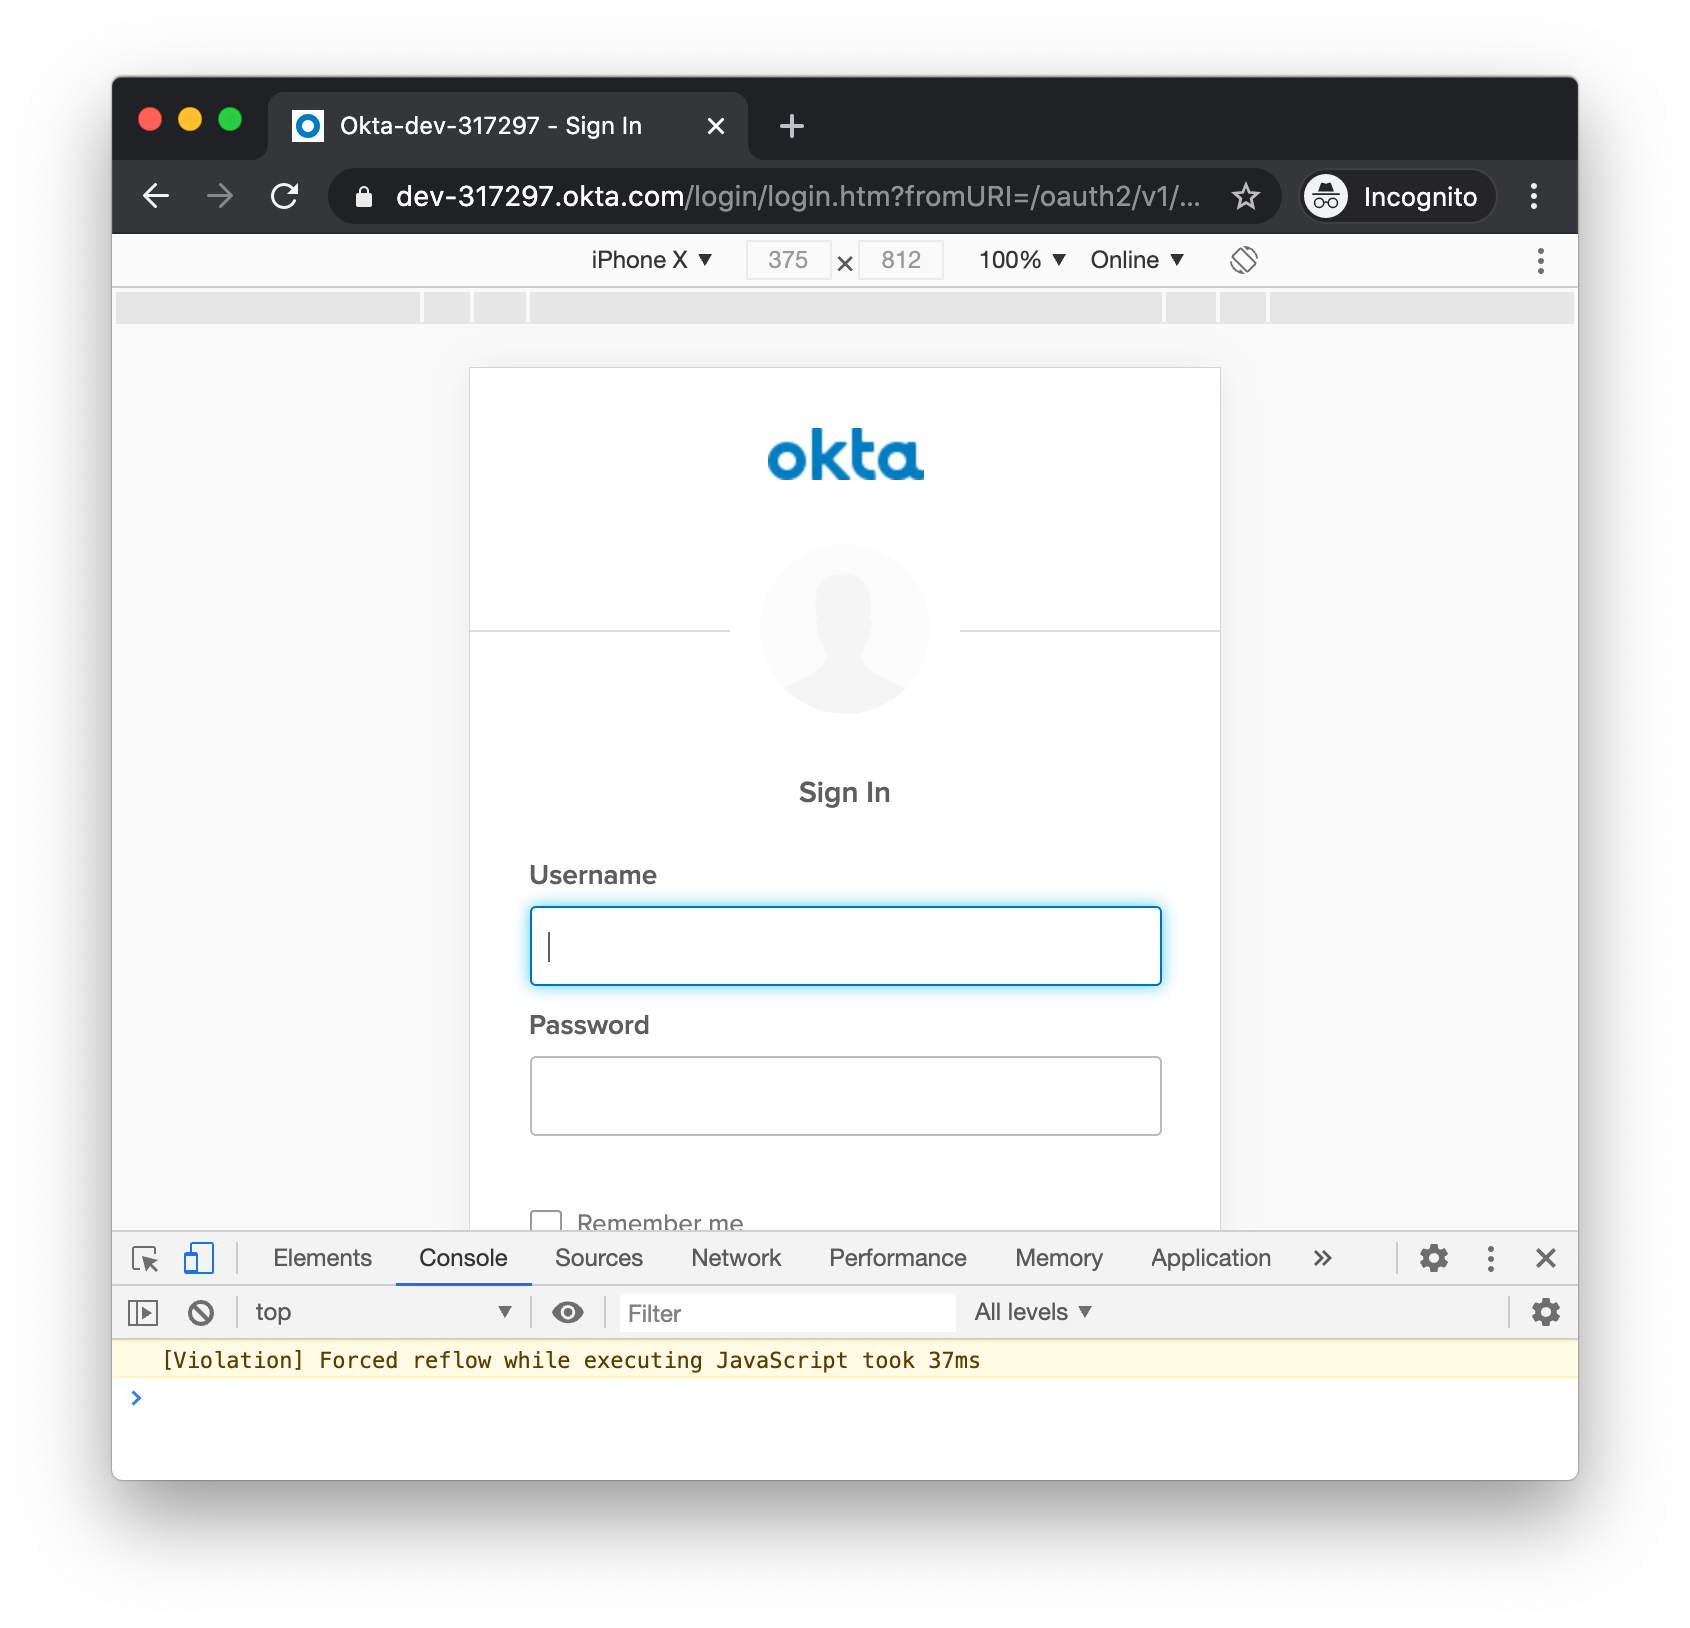 Okta-dev-317297 - Sign In
dev-317297.okta.com/login/login.htm?fromURI=/oauth2/v1/...
Incognito
iPhone X 375 × 812 100% Online
okta
Sign In
Username
Password
Remember me
Elements Console Sources Network Performance Memory Application
top Filter All levels
[Violation] Forced reflow while executing JavaScript took 37ms